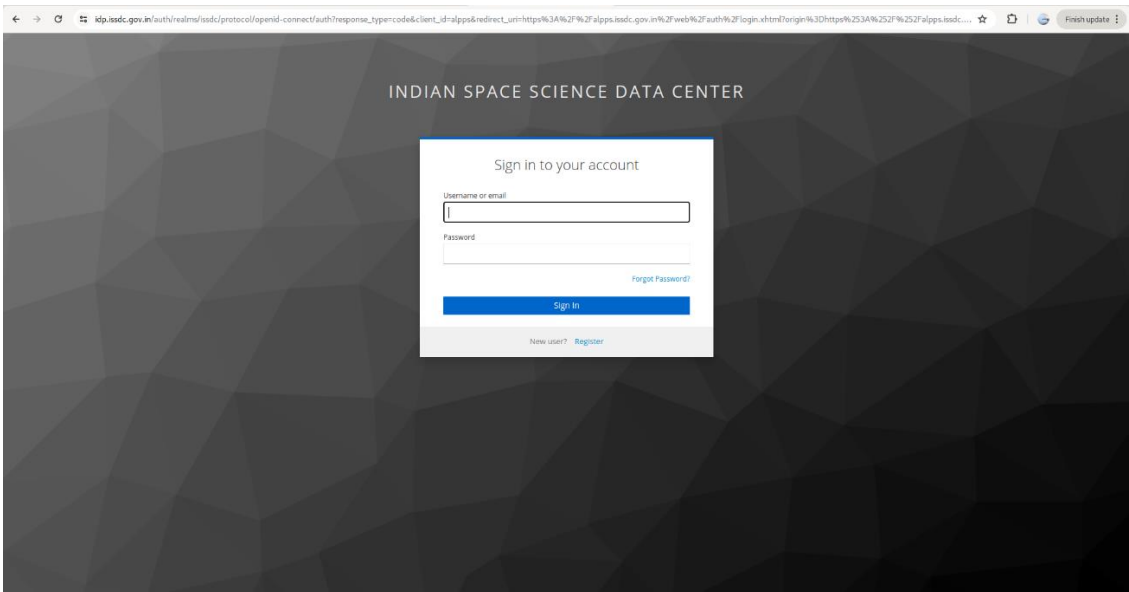 idp.issdc.gov.in/auth/realms/issdc/protocol/openid-connect/auth?response_type=code&client_id=alpps&redirect_uri=https%3A%2F%2Falpps.issdc.gov.in%2Fweb%2Fauth%2Flogin.xhtml?origin%3Dhttps%253A%252F%252Falpps.issdc.... Finish update
INDIAN SPACE SCIENCE DATA CENTER
Sign in to your account
Username or email
Password
Forgot Password?
Sign In
New user? Register